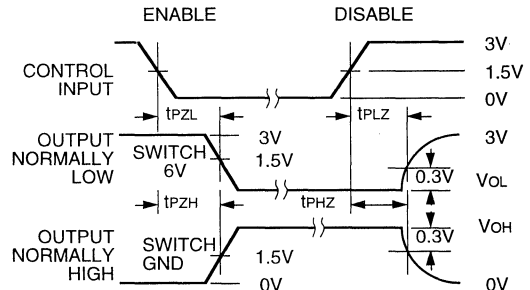 ENABLE DISABLE
CONTROL INPUT 3V
1.5V
0V
tPZL tPLZ
OUTPUT NORMALLY LOW
SWITCH 6V
3V
1.5V
3V
0.3V VOL
tPZH tPHZ
OUTPUT NORMALLY HIGH
SWITCH GND
1.5V
0V
VOH
0.3V
0V